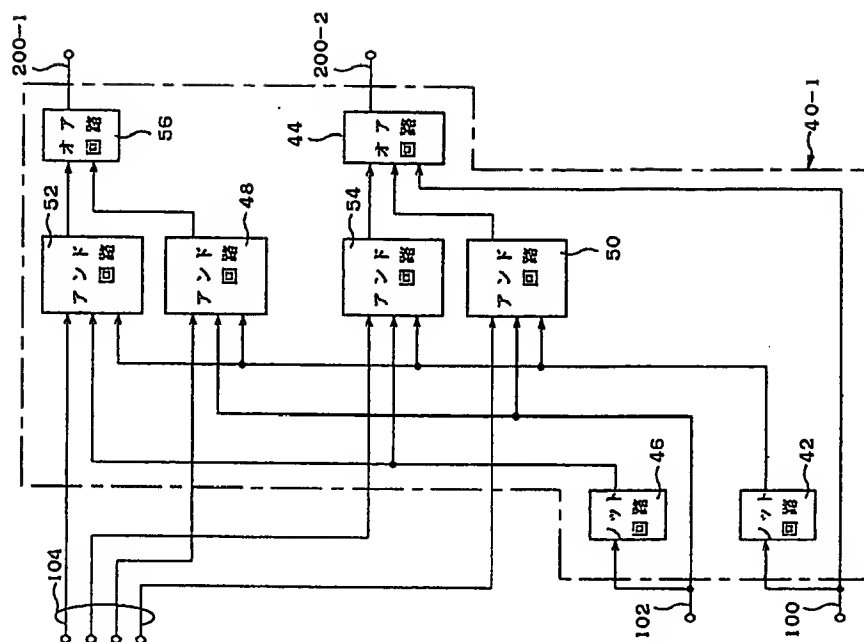 200-1
200-2
オア
回路
56
オア
回路
44
40-1
52
アンド
回路
アンド
回路
48
54
アンド
回路
アンド
回路
50
104
ノット
回路
46
ノット
回路
42
102
100